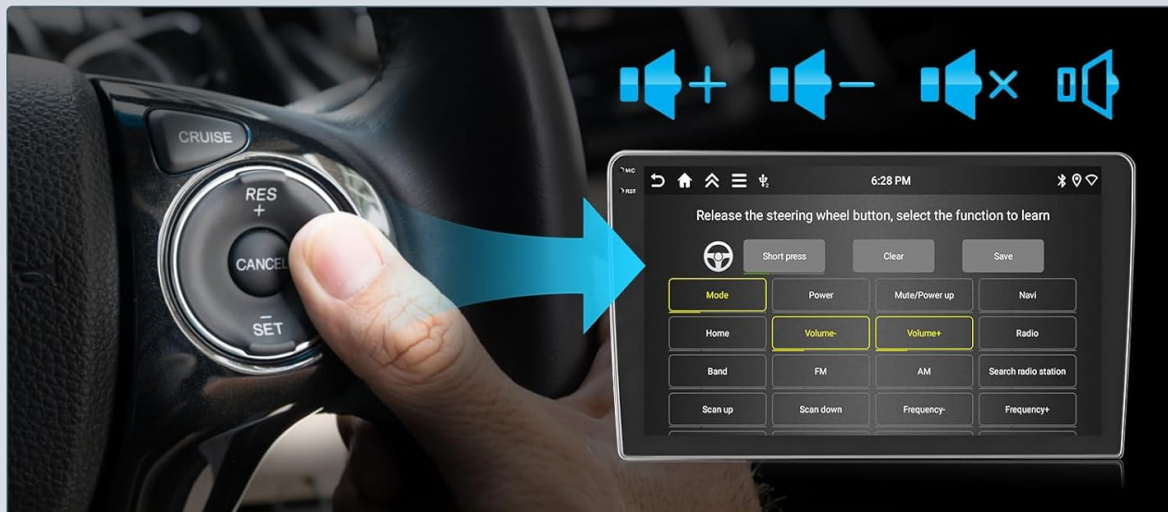 CRUISE
RES
+
CANCEL
–
SET
MIC
RST
6:28 PM
Release the steering wheel button, select the function to learn
Short press Clear Save
Mode Power Mute/Power up Navi
Home Volume- Volume+ Radio
Band FM AM Search radio station
Scan up Scan down Frequency- Frequency+